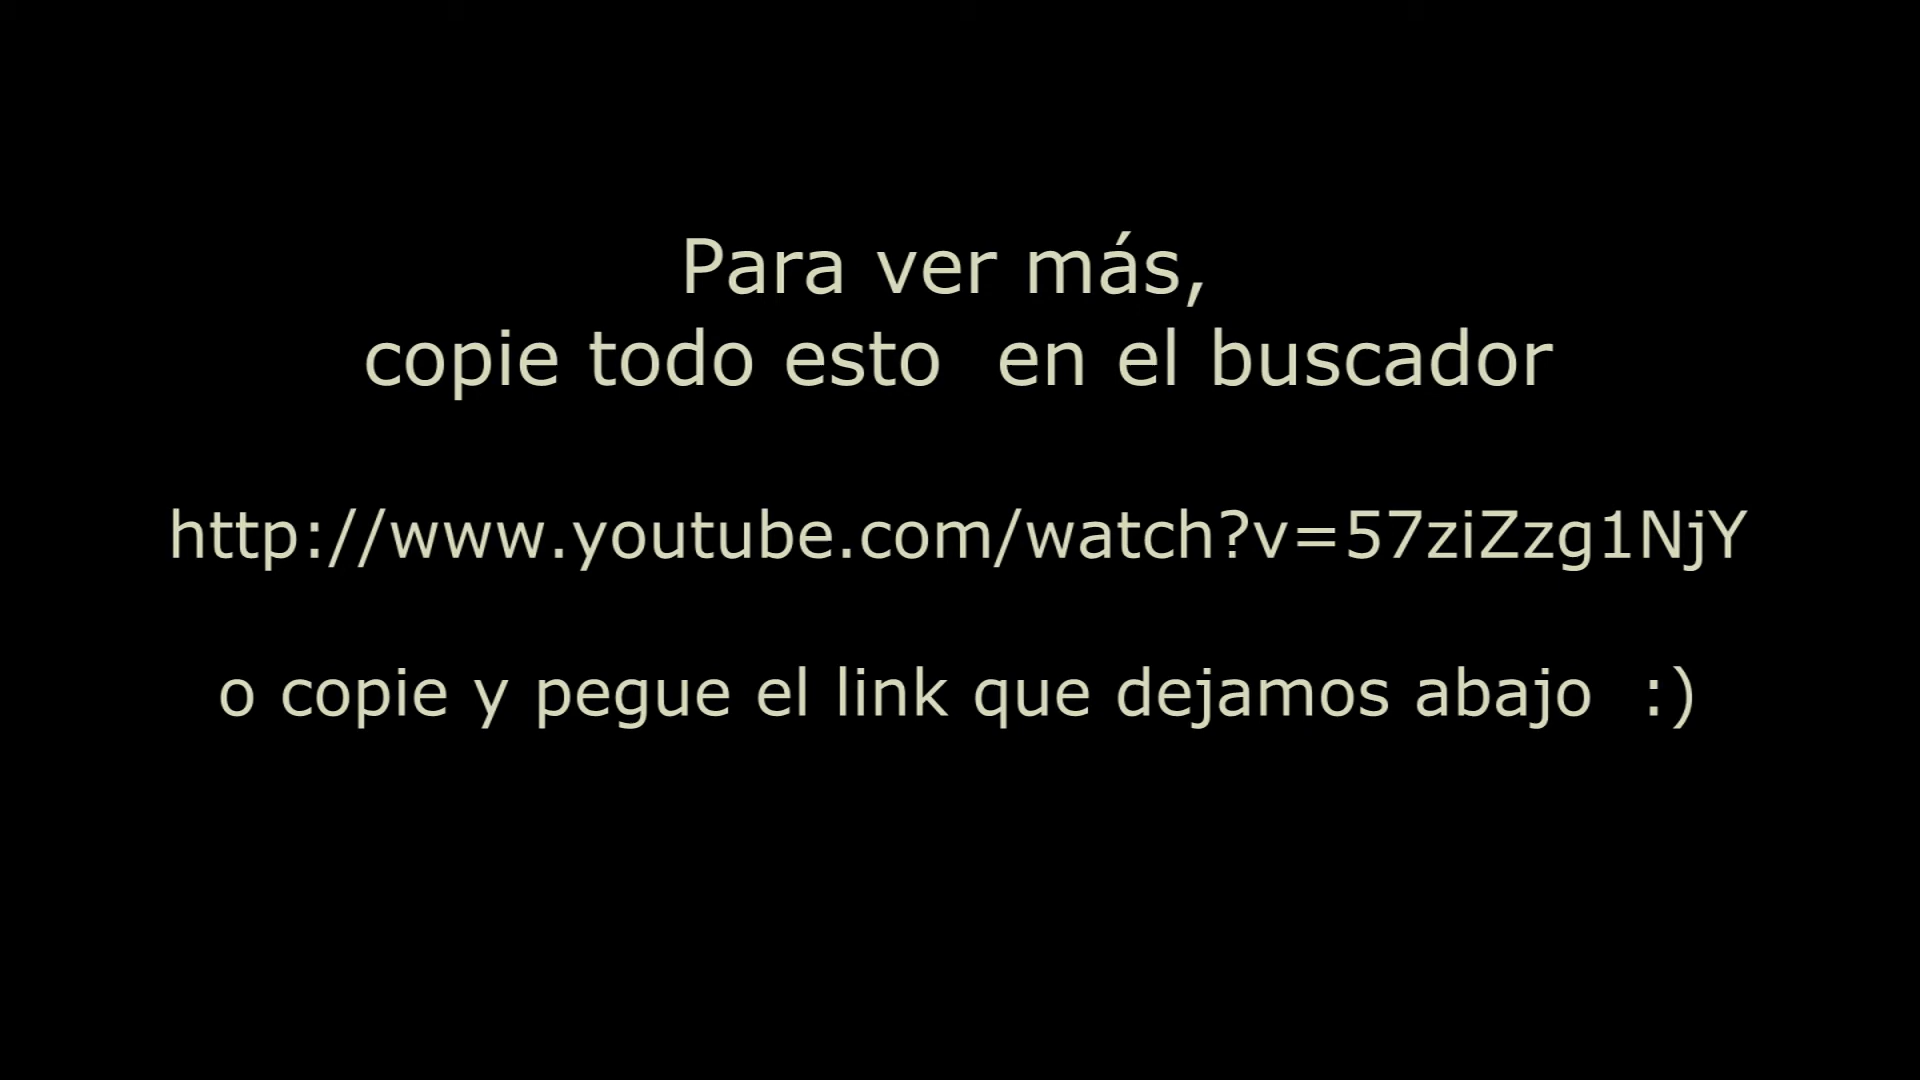 Para ver más,
copie todo esto  en el buscador
http://www.youtube.com/watch?v=57ziZzg1NjY
o copie y pegue el link que dejamos abajo  :)